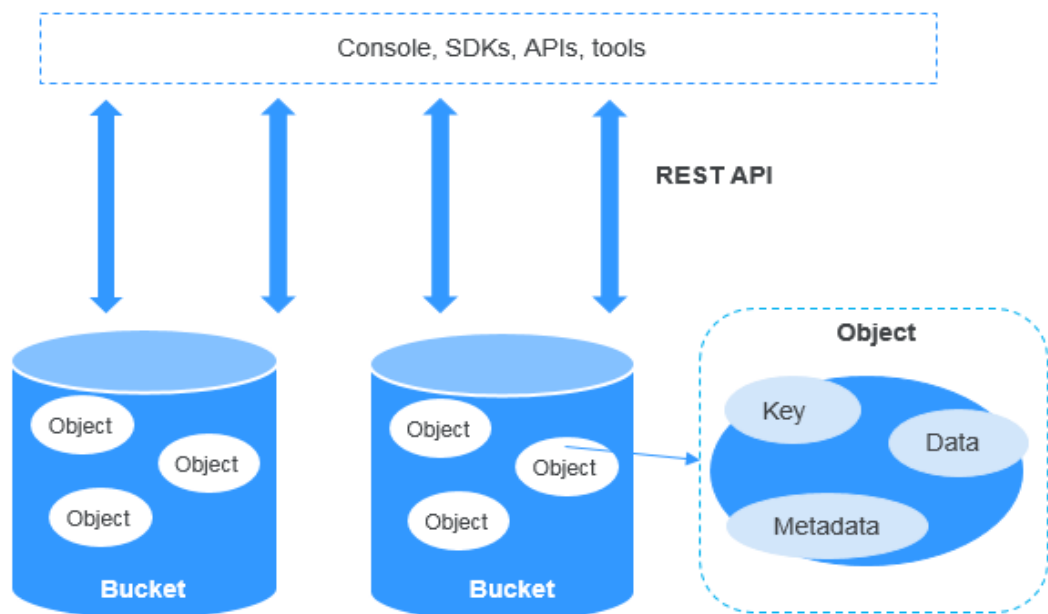 Console, SDKs, APIs, tools
REST API
Object
Object
Object
Bucket
Object
Object
Object
Bucket
Object
Key
Data
Metadata